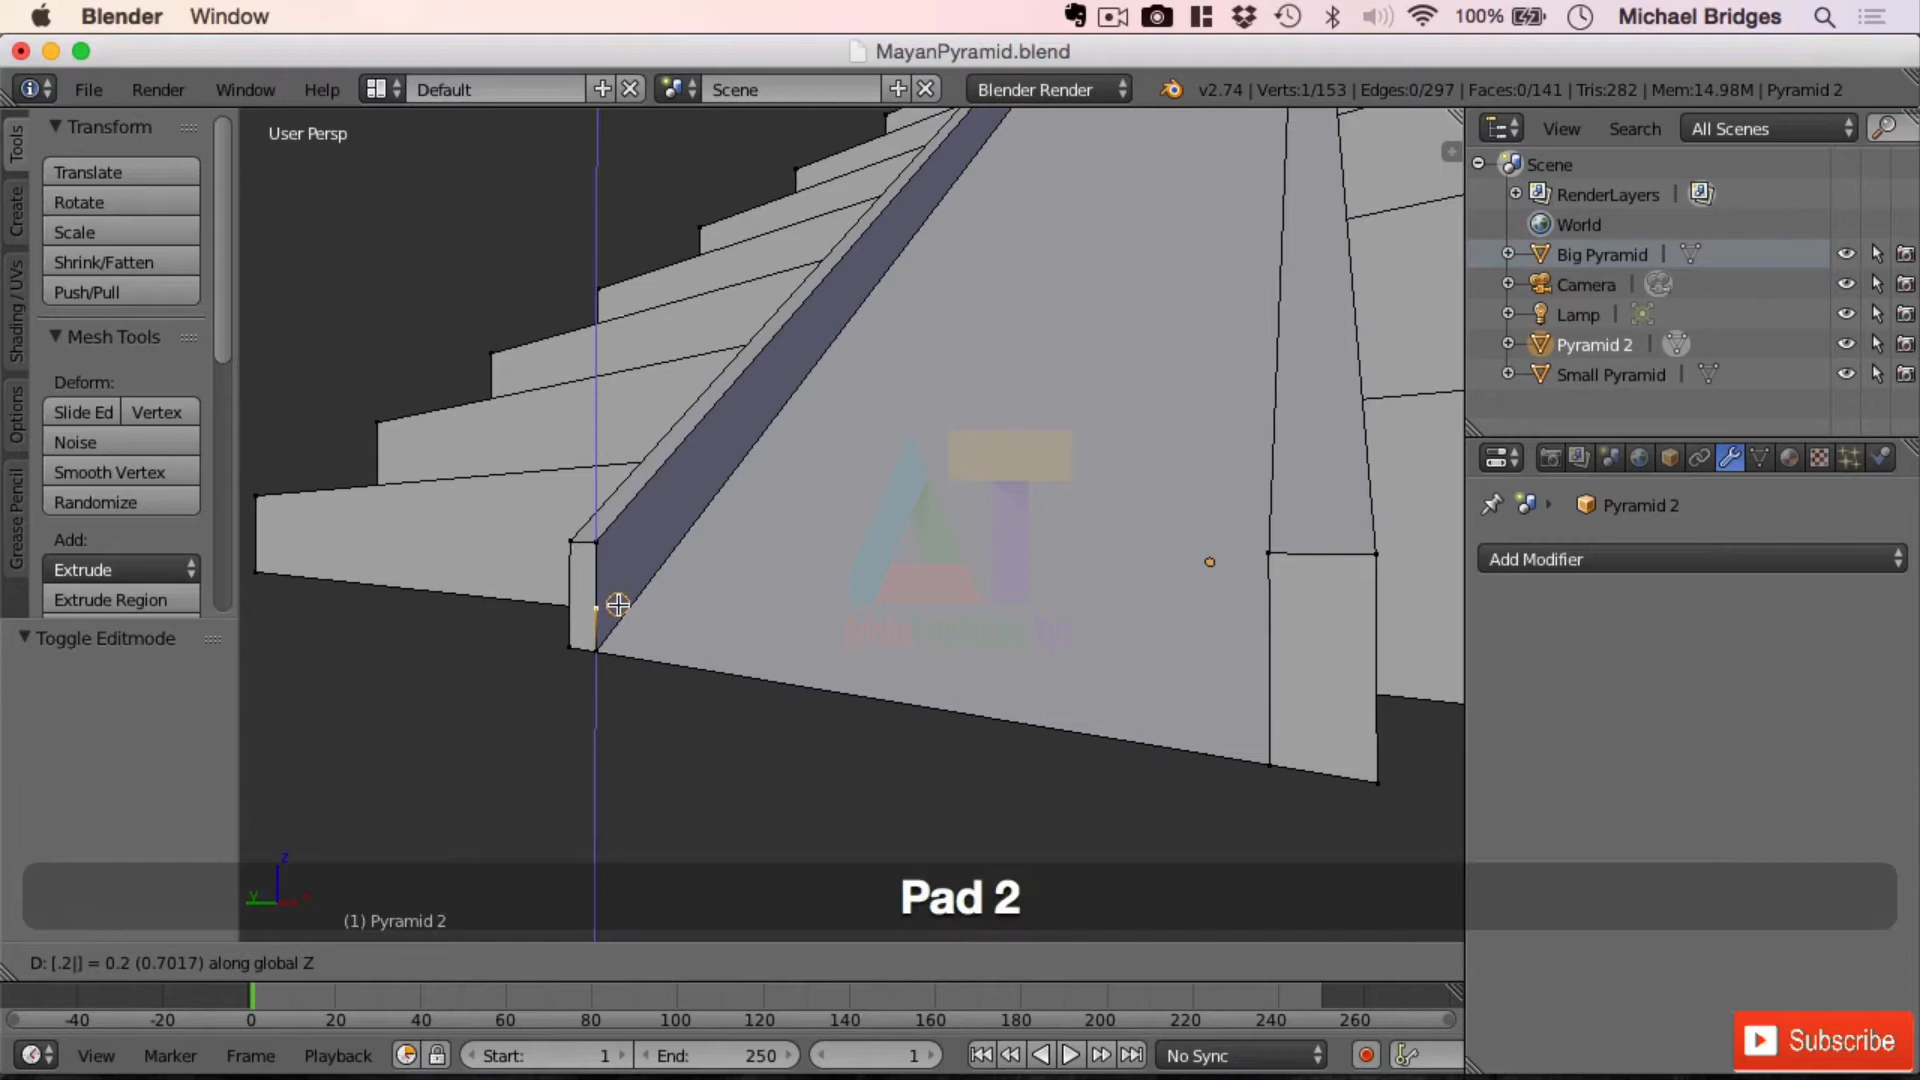 Blender Window 100% Michael Bridges
MayanPyramid.blend
File Render Window Help Default Scene Blender Render v2.74 | Verts:1/153 | Edges:0/297 | Faces:0/141 | Tris:282 | Mem:14.98M | Pyramid 2
User Persp
View Search All Scenes
Tools
Create
Shading / UVs
Options
Grease Pencil
Transform
Translate
Rotate
Scale
Shrink/Fatten
Push/Pull
Mesh Tools
Deform:
Slide Ed Vertex
Noise
Smooth Vertex
Randomize
Add:
Extrude
Extrude Region
Toggle Editmode
Scene
RenderLayers
World
Big Pyramid
Camera
Lamp
Pyramid 2
Small Pyramid
Pyramid 2
Add Modifier
AT
Pad 2
z
y
(1) Pyramid 2
D: [.2|] = 0.2 (0.7017) along global Z
-40 -20 0 20 40 60 80 100 120 140 160 180 200 220 240 260
View Marker Frame Playback Start: 1 End: 250 1 No Sync
Subscribe